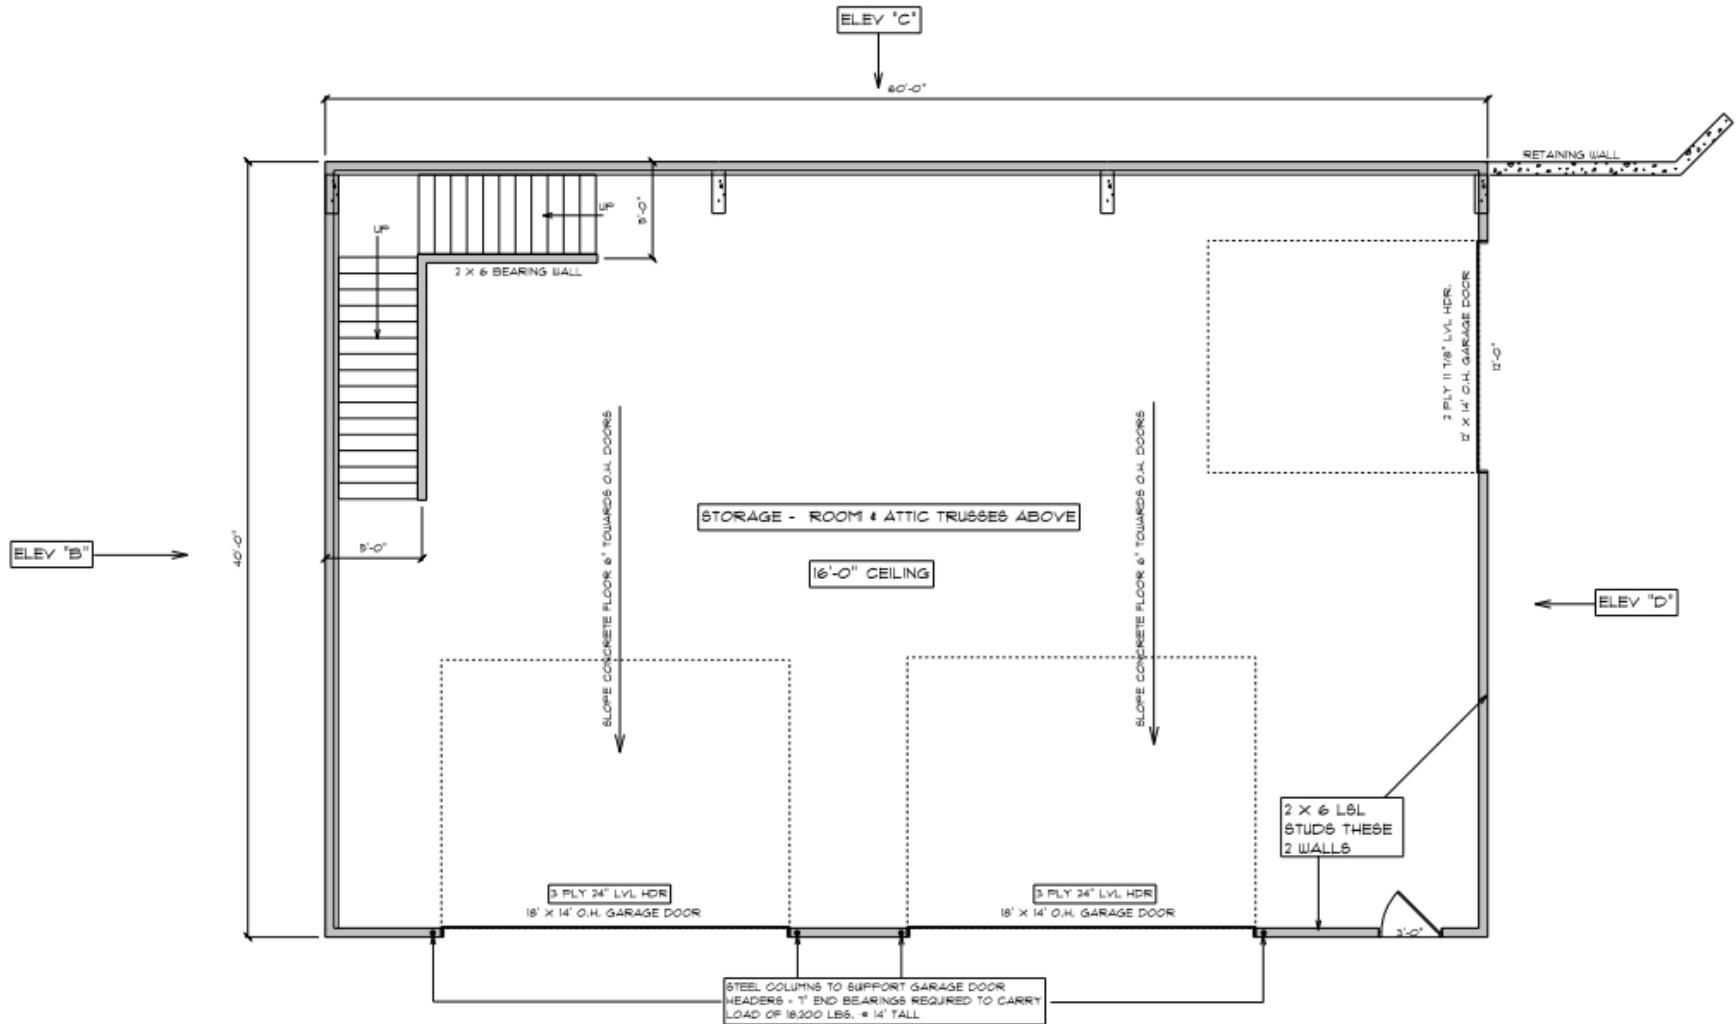 ELEV "C"
60'-0"
RETAINING WALL
UP
5'-0"
UP
2 X 6 BEARING WALL
2 PLY 11 7/8" LVL HDR.
12' X 14' O.H. GARAGE DOOR
12'-0"
SLOPE CONCRETE FLOOR 6" TOWARDS O.H. DOORS
SLOPE CONCRETE FLOOR 6" TOWARDS O.H. DOORS
STORAGE - ROOM & ATTIC TRUSSES ABOVE
ELEV "B"
40'-0"
5'-0"
16'-0" CEILING
ELEV "D"
2 X 6 LSL
STUDS THESE
2 WALLS
3 PLY 24" LVL HDR
18' X 14' O.H. GARAGE DOOR
3 PLY 24" LVL HDR
18' X 14' O.H. GARAGE DOOR
3'-0"
STEEL COLUMNS TO SUPPORT GARAGE DOOR
HEADERS - 7" END BEARINGS REQUIRED TO CARRY
LOAD OF 18,200 LBS. @ 14' TALL